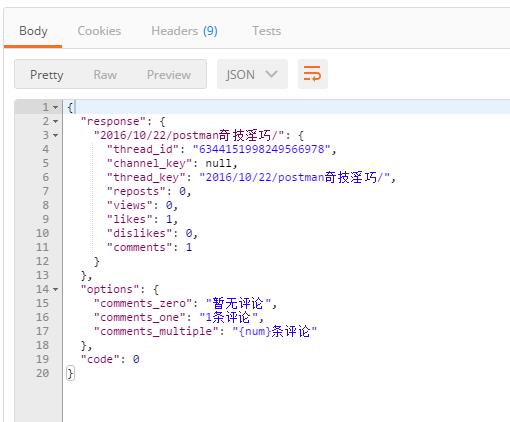 Body Cookies Headers (9) Tests
Pretty Raw Preview JSON
1 {
2 "response": {
3 "2016/10/22/postman奇技淫巧/": {
4 "thread_id": "6344151998249566978",
5 "channel_key": null,
6 "thread_key": "2016/10/22/postman奇技淫巧/",
7 "reposts": 0,
8 "views": 0,
9 "likes": 1,
10 "dislikes": 0,
11 "comments": 1
12 }
13 },
14 "options": {
15 "comments_zero": "暂无评论",
16 "comments_one": "1条评论",
17 "comments_multiple": "{num}条评论"
18 },
19 "code": 0
20 }